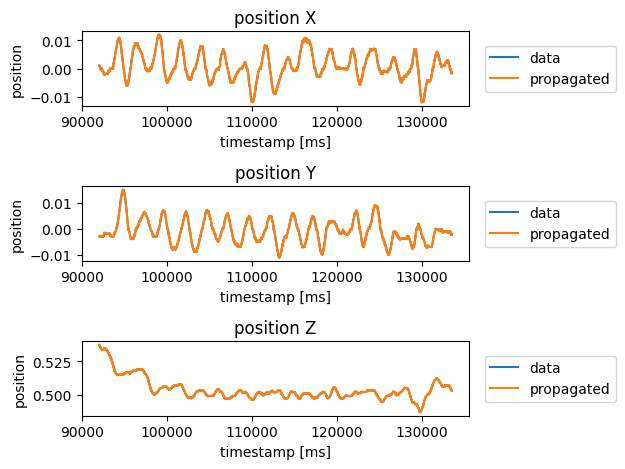 position X
position
0.01
0.00
−0.01
90000 100000 110000 120000 130000
timestamp [ms]
data
propagated
position Y
position
0.01
0.00
−0.01
90000 100000 110000 120000 130000
timestamp [ms]
data
propagated
position Z
position
0.525
0.500
90000 100000 110000 120000 130000
timestamp [ms]
data
propagated